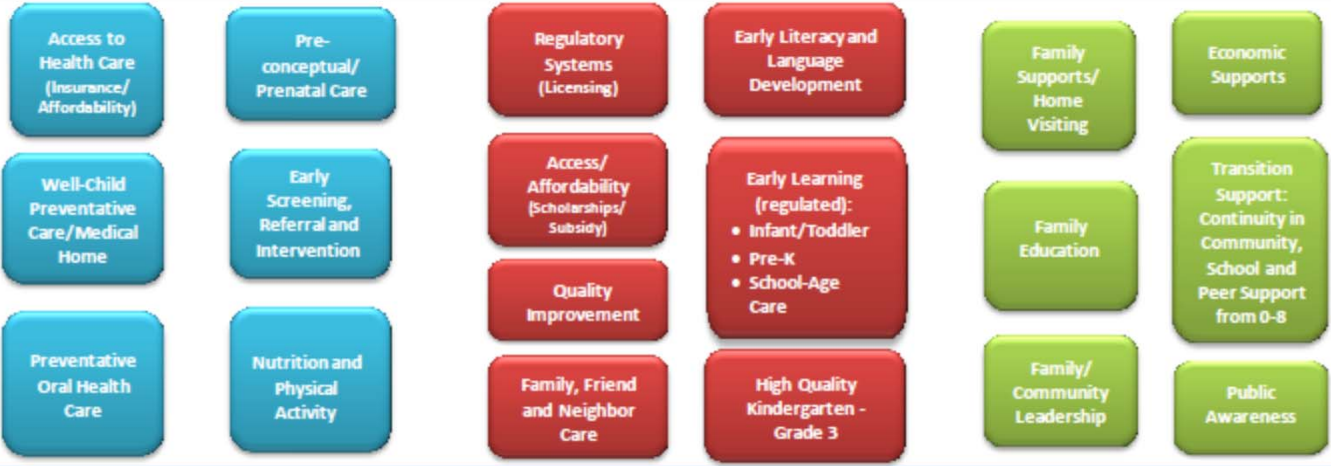 Access to
Health Care
(Insurance/
Affordability)
Pre-
conceptual/
Prenatal Care
Well-Child
Preventative
Care/Medical
Home
Early
Screening,
Referral and
Intervention
Preventative
Oral Health
Care
Nutrition and
Physical
Activity
Regulatory
Systems
(Licensing)
Early Literacy and
Language
Development
Access/
Affordability
(Scholarships/
Subsidy)
Early Learning
(regulated):
• Infant/Toddler
• Pre-K
• School-Age
Care
Quality
Improvement
Family, Friend
and Neighbor
Care
High Quality
Kindergarten -
Grade 3
Family
Supports/
Home
Visiting
Economic
Supports
Family
Education
Transition
Support:
Continuity in
Community,
School and
Peer Support
from 0-8
Family/
Community
Leadership
Public
Awareness